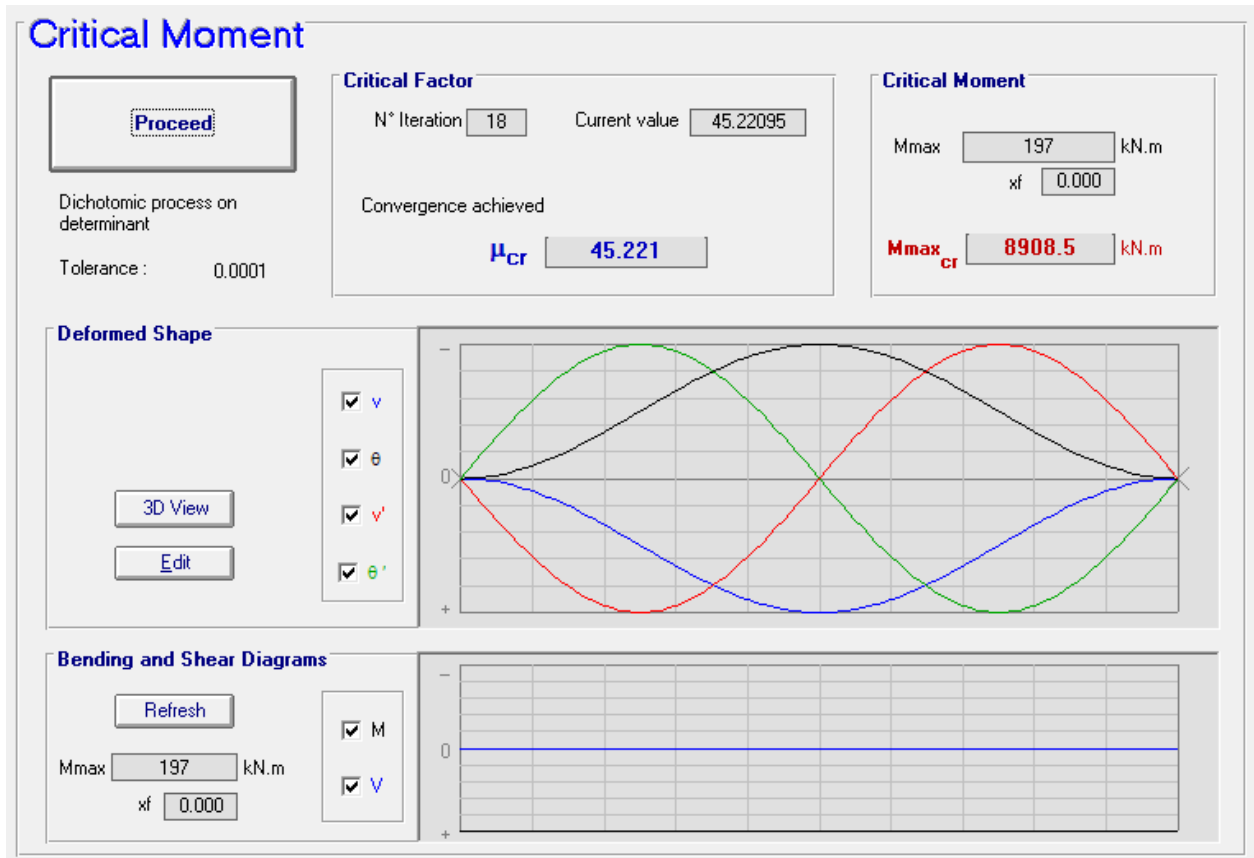 Critical Moment
Proceed
Dichotomic process on
determinant
Tolerance : 0.0001
Critical Factor
N° Iteration 18 Current value 45.22095
Convergence achieved
μcr 45.221
Critical Moment
Mmax 197 kN.m
xf 0.000
Mmaxcr 8908.5 kN.m
Deformed Shape
v
θ
v'
θ'
3D View
Edit
−
0
+
Bending and Shear Diagrams
Refresh
Mmax 197 kN.m
xf 0.000
M
V
−
0
+